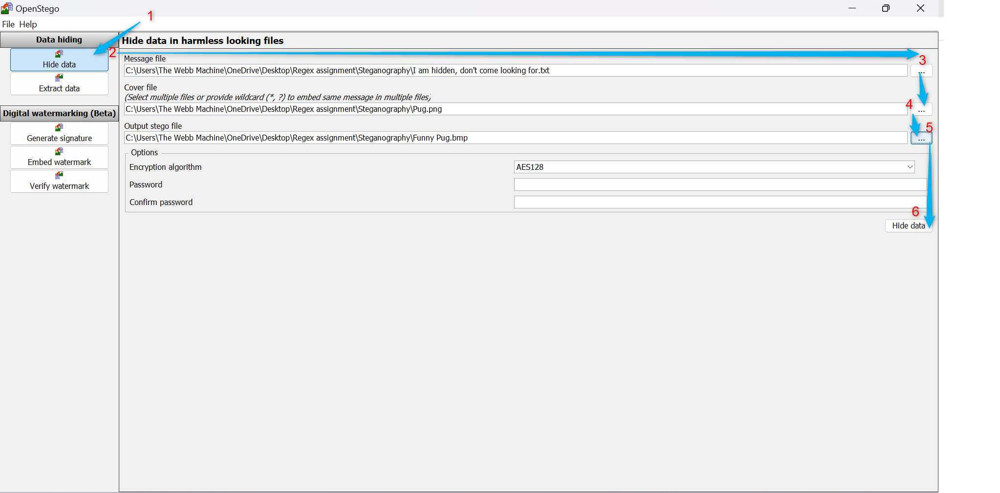 OpenStego
File Help
1
Data hiding
Hide data in harmless looking files
Hide data
2
3
Message file
C:\Users\The Webb Machine\OneDrive\Desktop\Regex assignment\Steganography\I am hidden, don't come looking for.txt
...
Extract data
Cover file
(Select multiple files or provide wildcard (*, ?) to embed same message in multiple files)
4
C:\Users\The Webb Machine\OneDrive\Desktop\Regex assignment\Steganography\Pug.png
...
Digital watermarking (Beta)
Output stego file
5
C:\Users\The Webb Machine\OneDrive\Desktop\Regex assignment\Steganography\Funny Pug.bmp
...
Generate signature
Options
Embed watermark
Encryption algorithm
AES128
Verify watermark
Password
Confirm password
6
Hide data